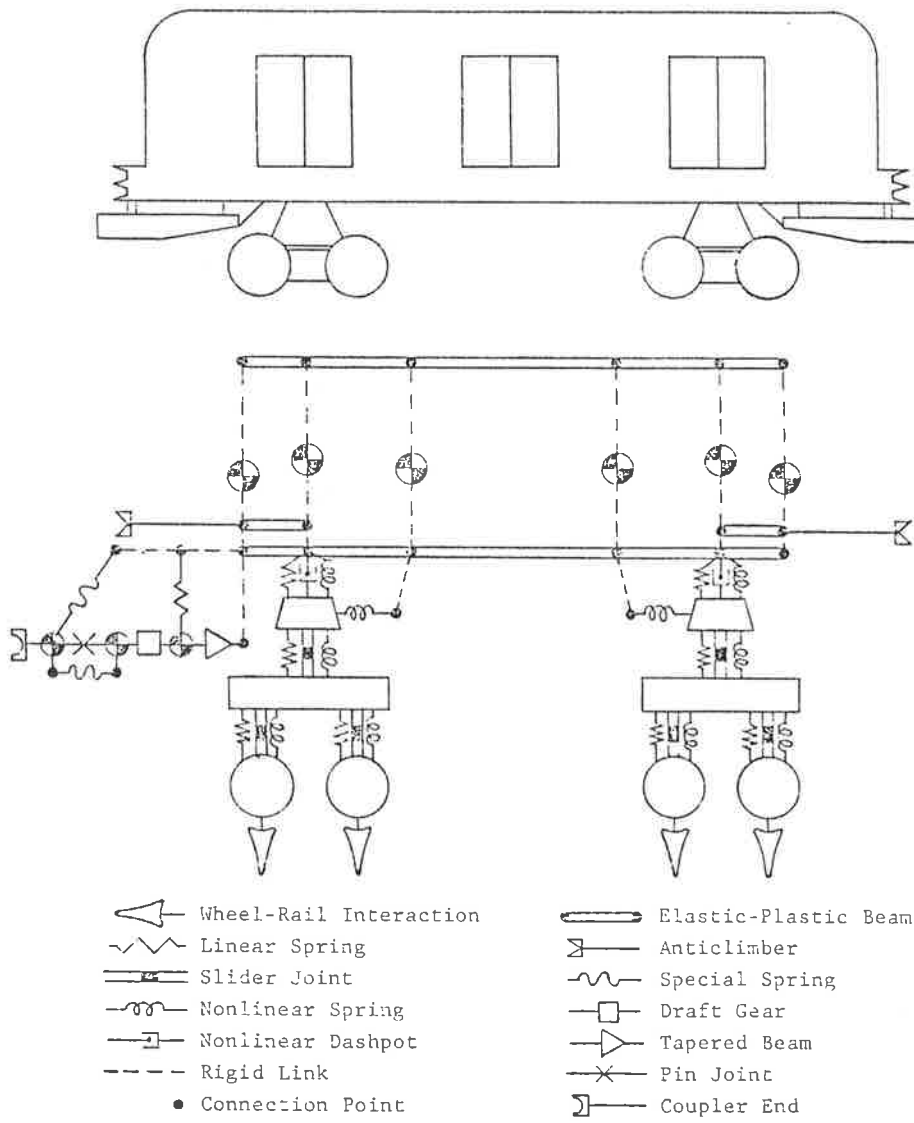 Wheel-Rail Interaction
Linear Spring
Slider Joint
Nonlinear Spring
Nonlinear Dashpot
Rigid Link
Connection Point
Elastic-Plastic Beam
Anticlimber
Special Spring
Draft Gear
Tapered Beam
Pin Joint
Coupler End